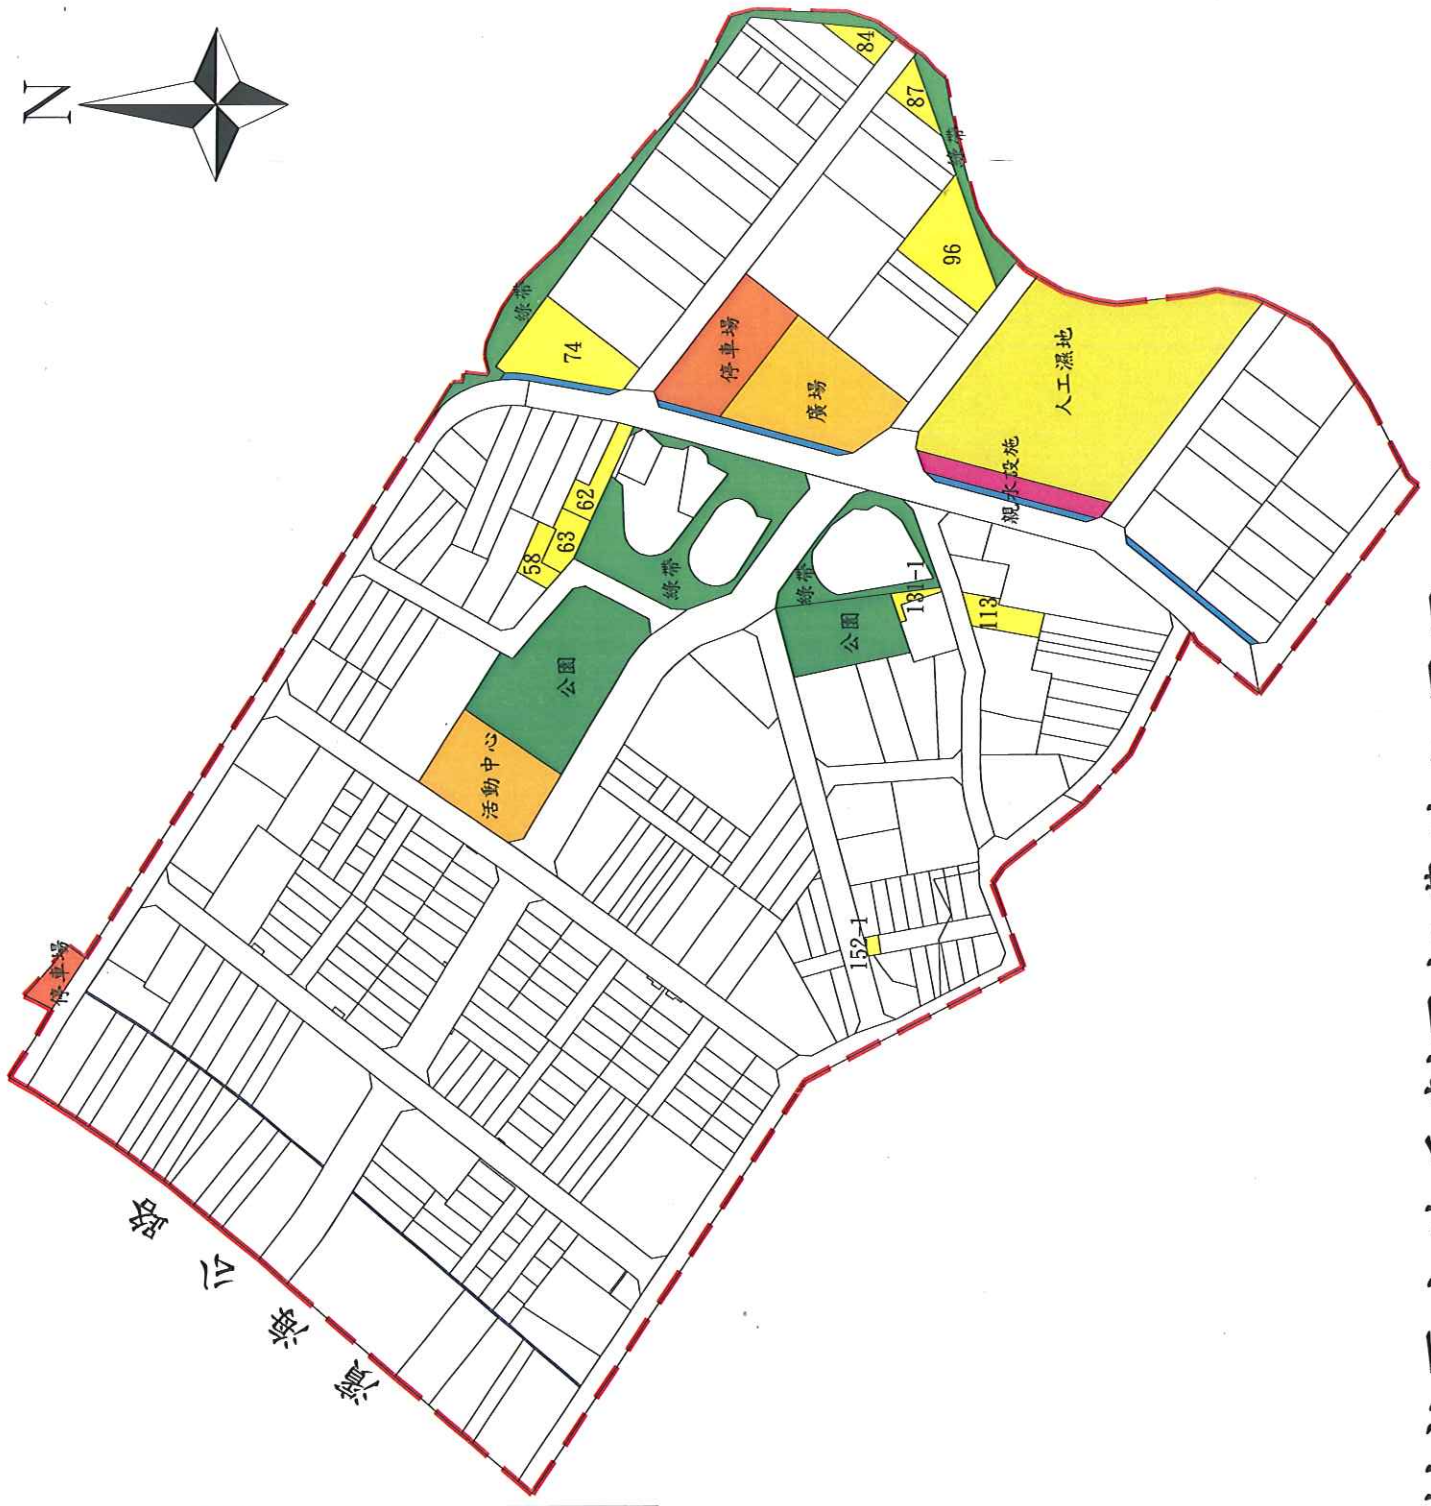 N
84
87
綠帶
96
綠帶
74
停車場
廣場
人工濕地
親水設施
62
63
58
綠帶
綠帶
131-1
113
公園
公園
活動中心
152-1
停車場
濱海公路